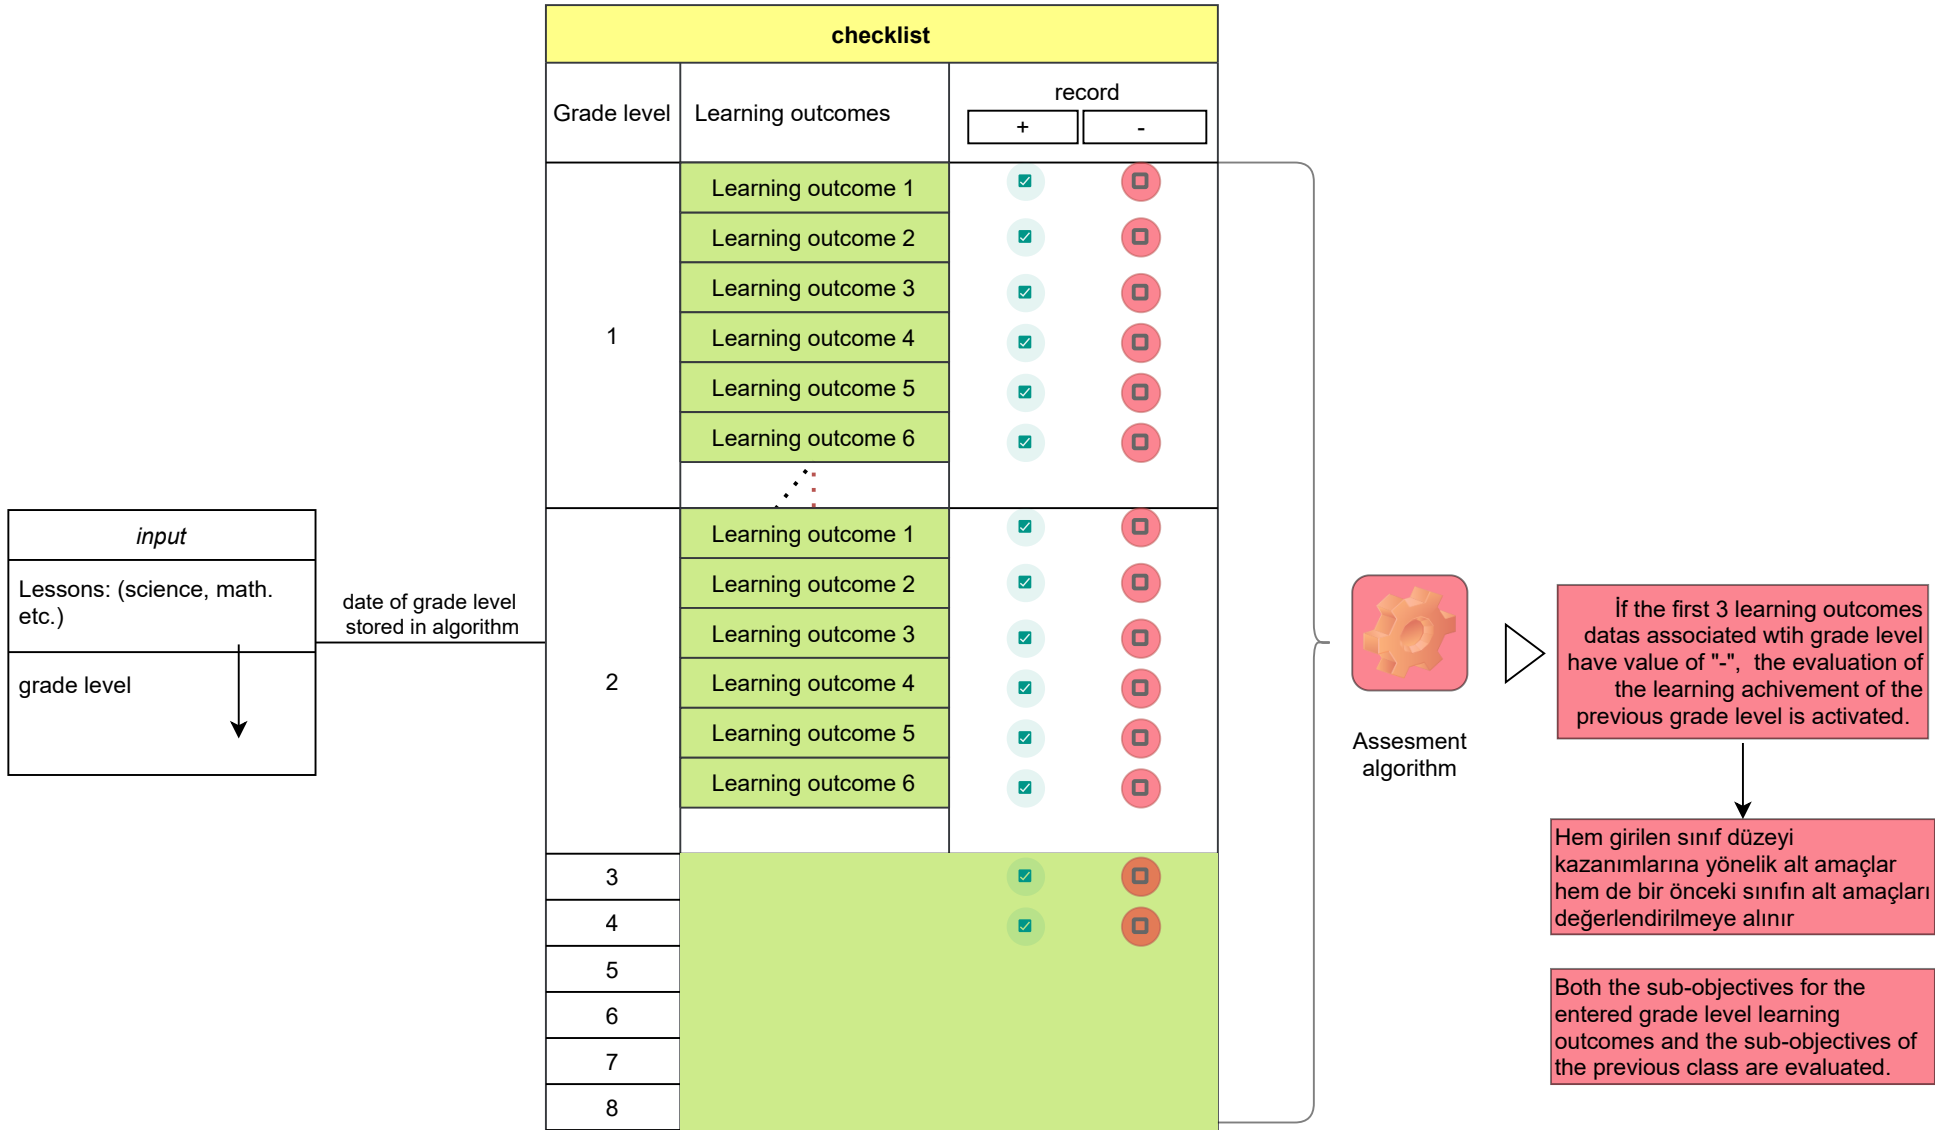 checklist
Grade level
Learning outcomes
record
+
-
1
Learning outcome 1
Learning outcome 2
Learning outcome 3
Learning outcome 4
Learning outcome 5
Learning outcome 6
input
Lessons: (science, math.
etc.)
grade level
date of grade level
stored in algorithm
2
Learning outcome 1
Learning outcome 2
Learning outcome 3
Learning outcome 4
Learning outcome 5
Learning outcome 6
3
4
5
6
7
8
Assesment
algorithm
İf the first 3 learning outcomes
datas associated wtih grade level
have value of "-", the evaluation of
the learning achivement of the
previous grade level is activated.
Hem girilen sınıf düzeyi
kazanımlarına yönelik alt amaçlar
hem de bir önceki sınıfın alt amaçları
değerlendirilmeye alınır
Both the sub-objectives for the
entered grade level learning
outcomes and the sub-objectives of
the previous class are evaluated.